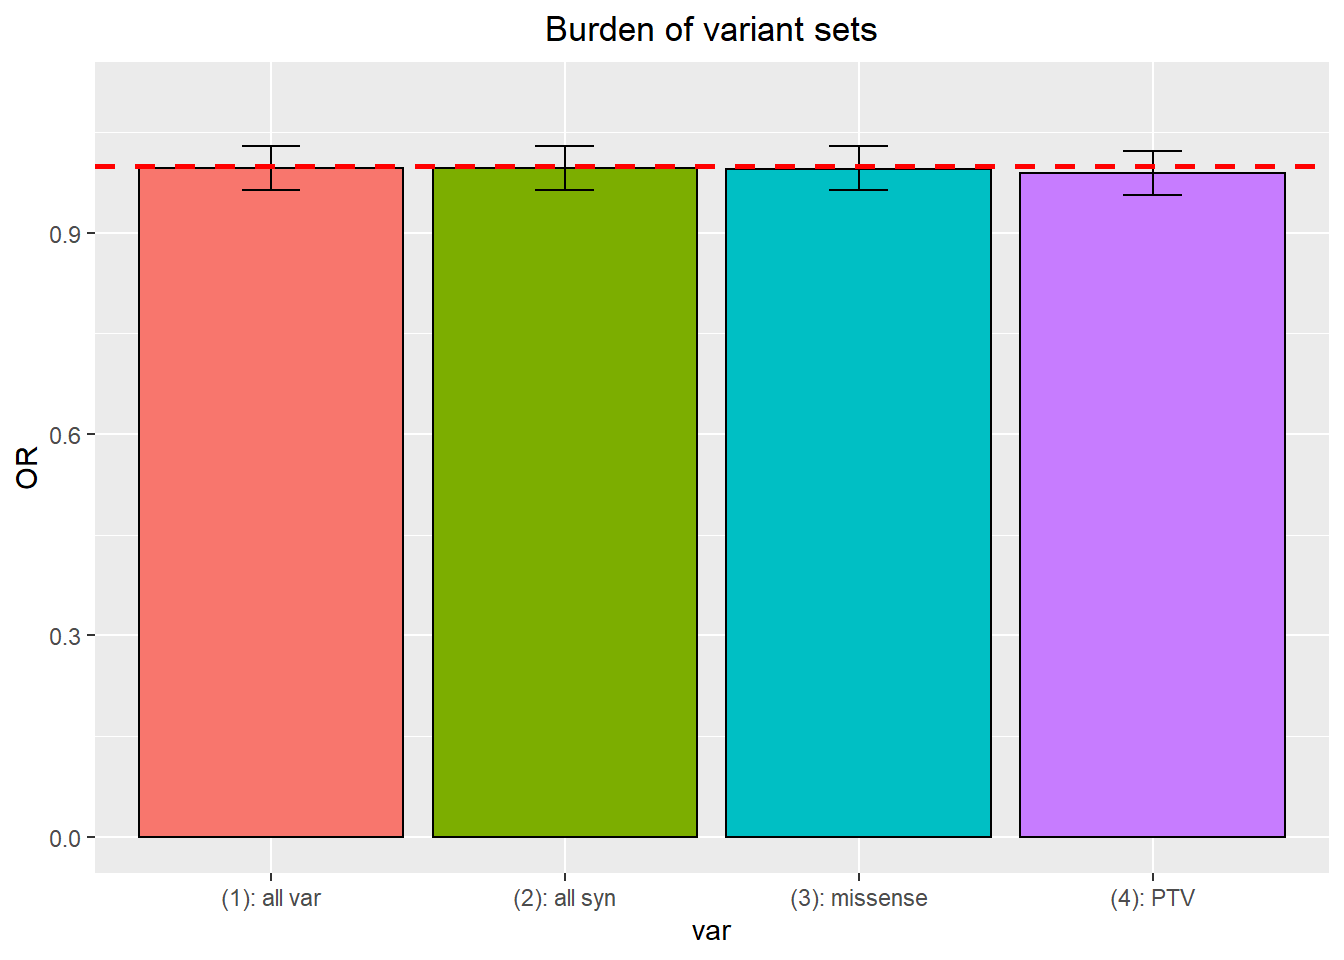 Burden of variant sets
OR
0.9
0.6
0.3
0.0
(1): all var
(2): all syn
(3): missense
(4): PTV
var